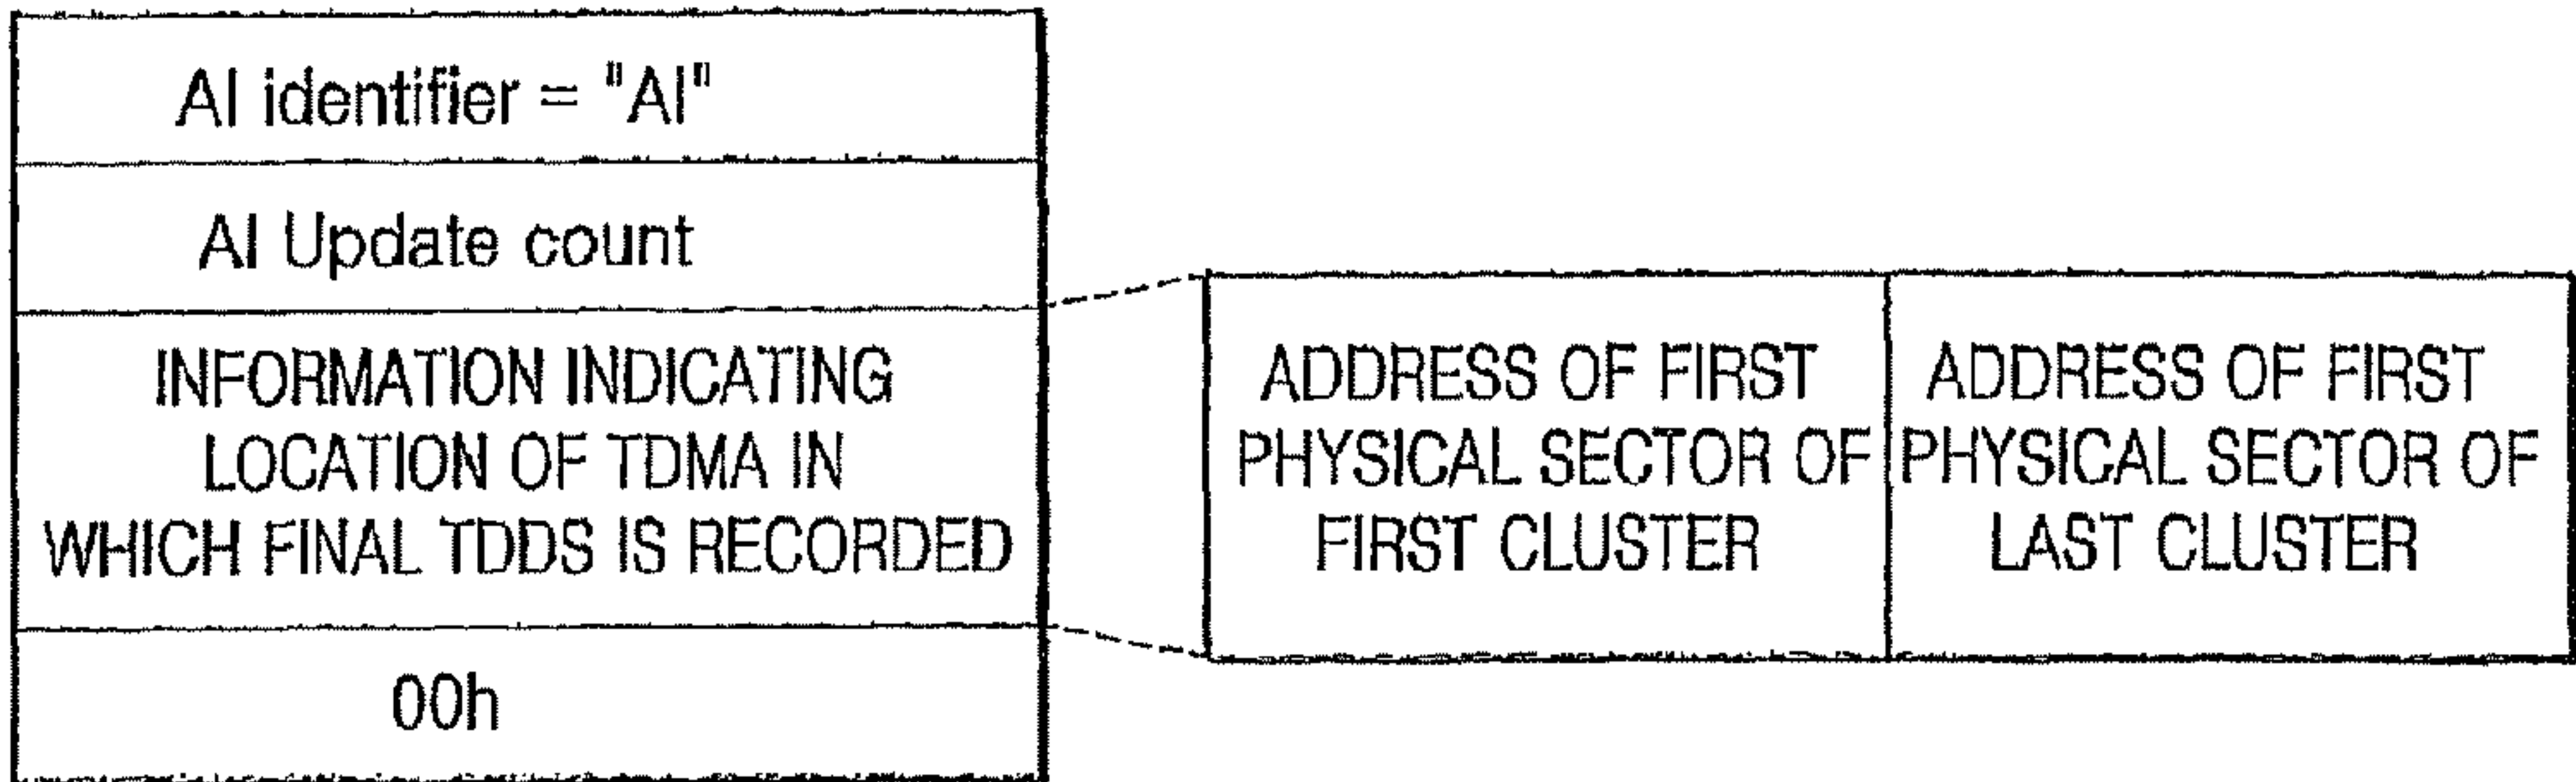 AI identifier = "AI"
AI Update count
INFORMATION INDICATING
LOCATION OF TDMA IN
WHICH FINAL TDDS IS RECORDED
00h
ADDRESS OF FIRST
PHYSICAL SECTOR OF
FIRST CLUSTER
ADDRESS OF FIRST
PHYSICAL SECTOR OF
LAST CLUSTER